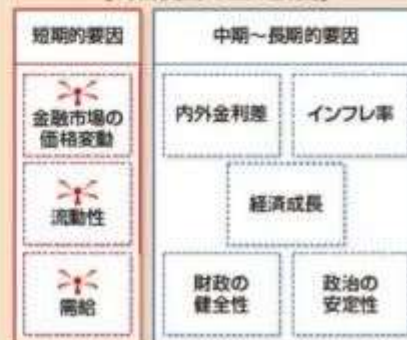 短期的要因
中期～長期的要因
金融市場の
価格変動
内外金利差
インフレ率
流動性
経済成長
需給
財政の
健全性
政治の
安定性